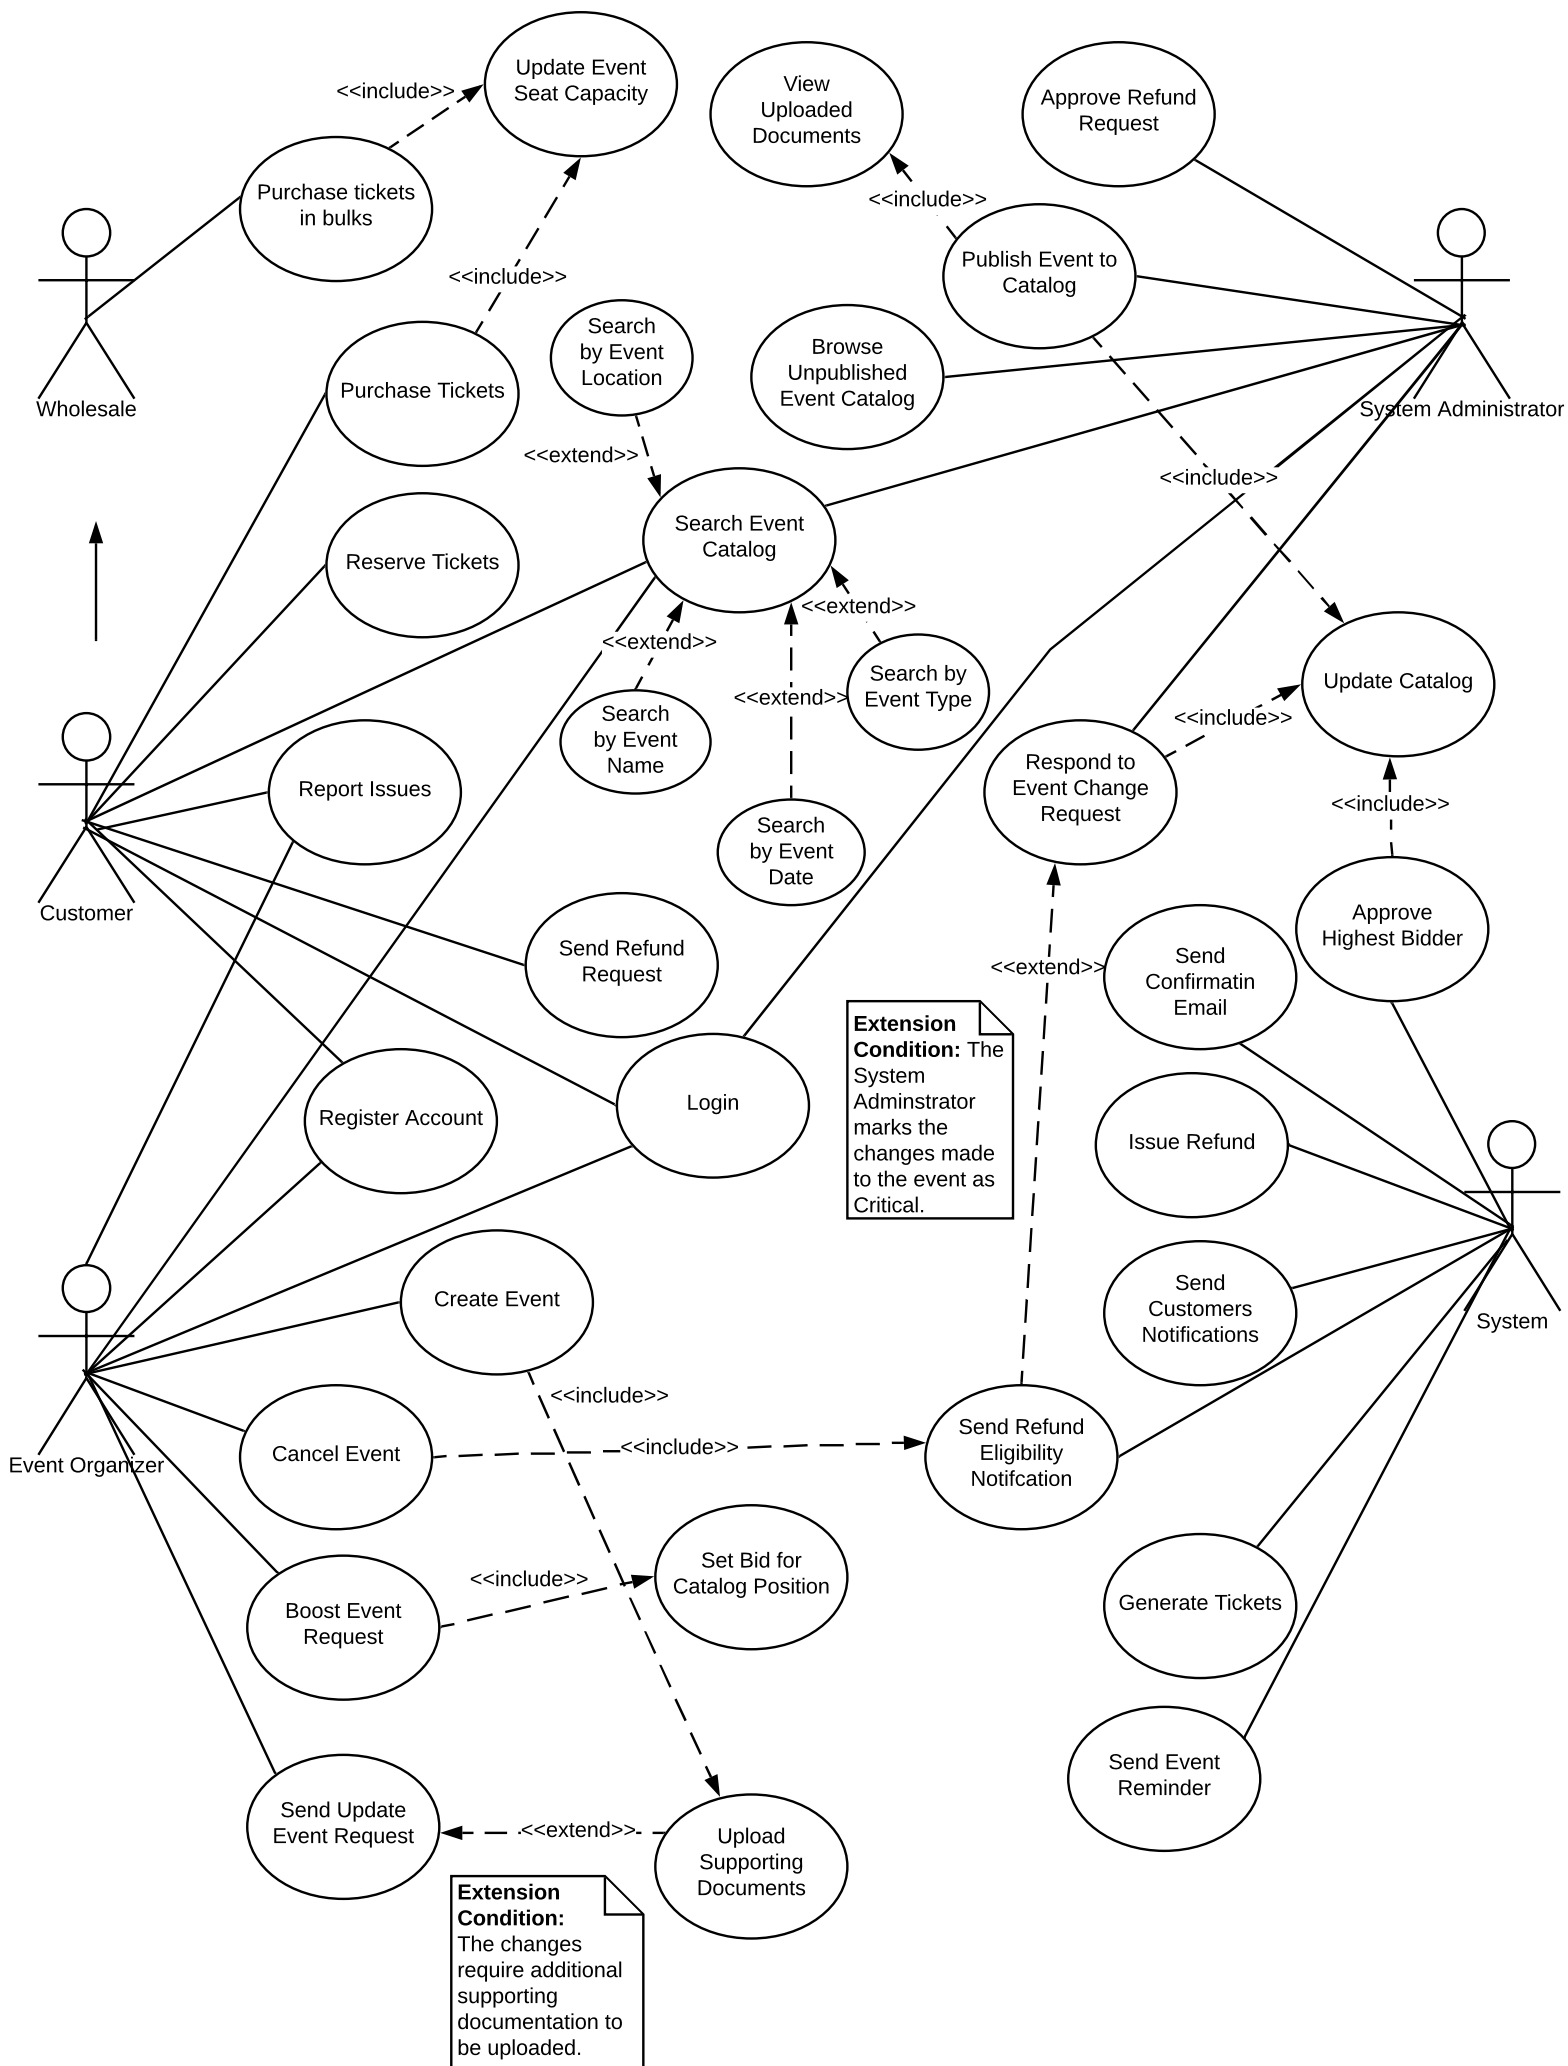 Update Event
Seat Capacity
<<include>>
View
Uploaded
Documents
Approve Refund
Request
Purchase tickets
in bulks
<<include>>
Publish Event to
Catalog
<<include>>
Wholesale
Search
by Event
Location
Browse
Unpublished
Event Catalog
System Administrator
Purchase Tickets
<<extend>>
<<include>>
Search Event
Catalog
Reserve Tickets
<<extend>>
<<extend>>
<<extend>>
Search by
Event Type
Update Catalog
<<include>>
Search
by Event
Name
Report Issues
Respond to
Event Change
Request
<<include>>
Search
by Event
Date
Customer
Approve
Highest Bidder
Send Refund
Request
<<extend>>
Send
Confirmatin
Email
Extension
Condition: The
System
Adminstrator
marks the
changes made
to the event as
Critical.
Register Account
Login
Issue Refund
Create Event
Send
Customers
Notifications
System
<<include>>
Event Organizer
Cancel Event
<<include>>
Send Refund
Eligibility
Notifcation
<<include>>
Set Bid for
Catalog Position
Boost Event
Request
Generate Tickets
Send Event
Reminder
Send Update
Event Request
<<extend>>
Upload
Supporting
Documents
Extension
Condition:
The changes
require additional
supporting
documentation to
be uploaded.